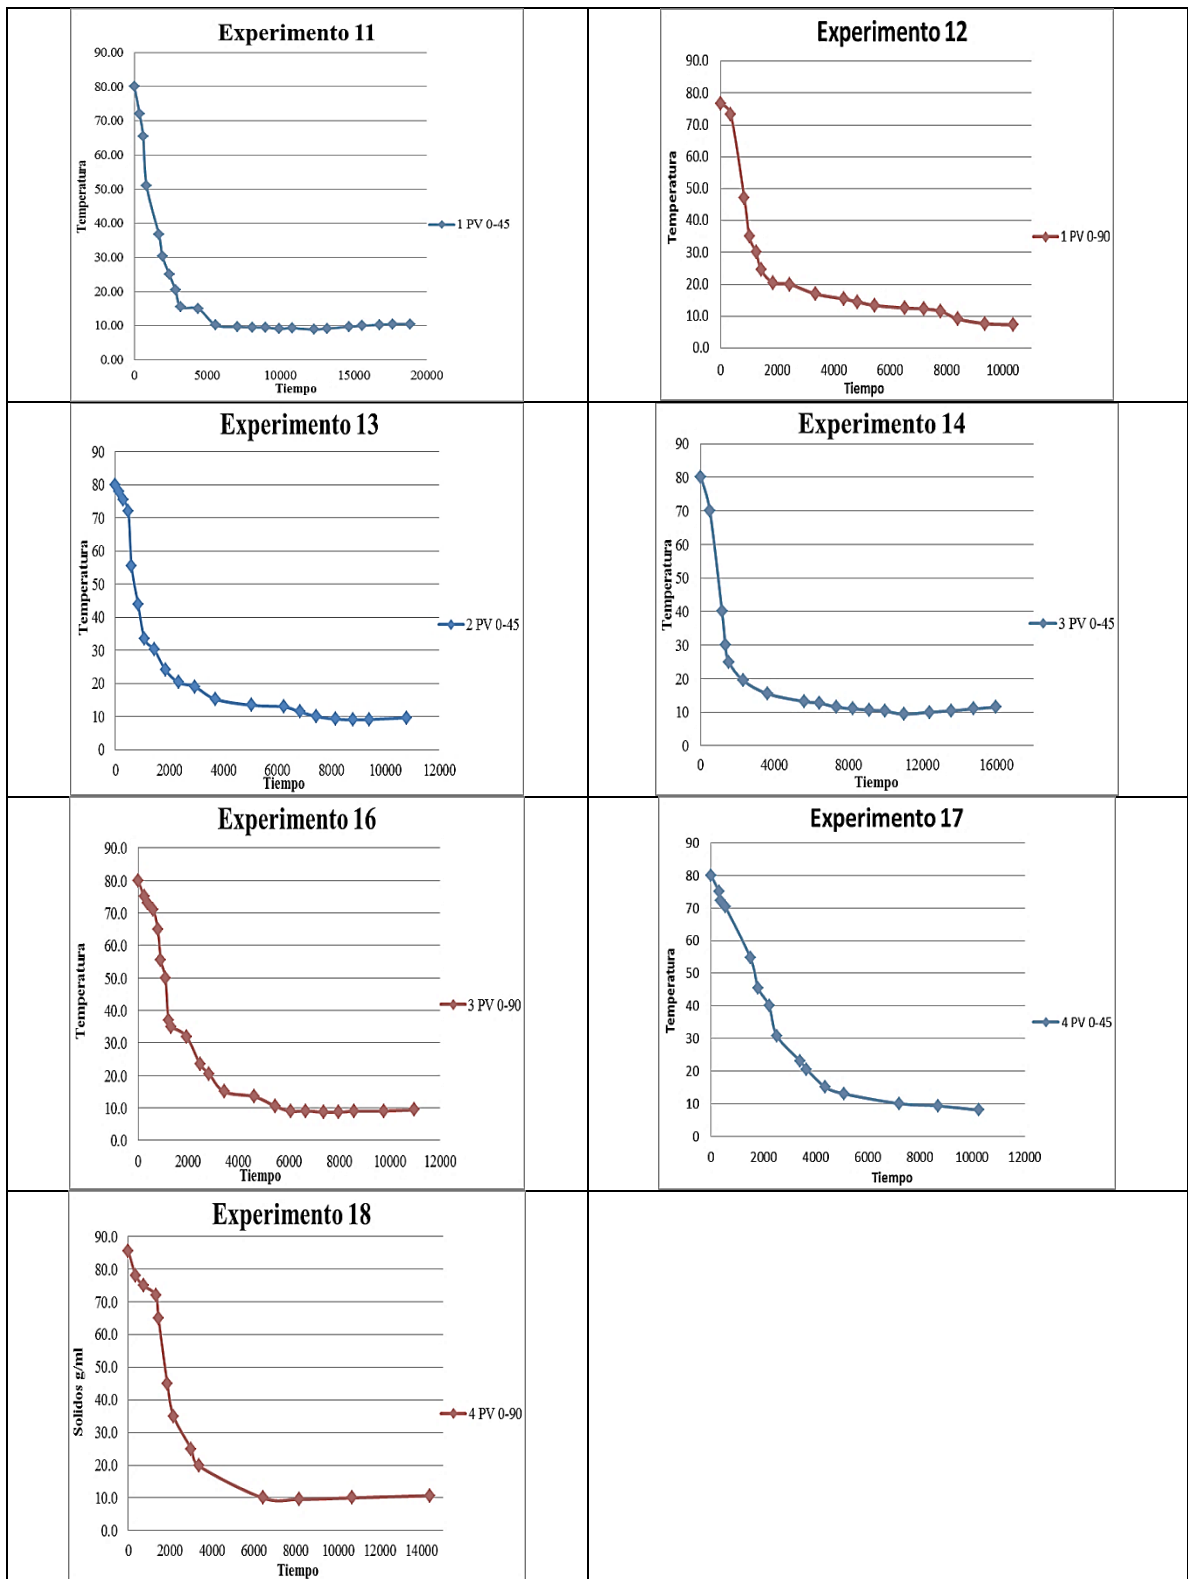 Experimento 11
90.00
80.00
70.00
60.00
50.00
40.00
30.00
20.00
10.00
0.00
Temperatura
0 5000 10000 15000 20000
Tiempo
1 PV 0-45
Experimento 12
90.0
80.0
70.0
60.0
50.0
40.0
30.0
20.0
10.0
0.0
Temperatura
0 2000 4000 6000 8000 10000
Tiempo
1 PV 0-90
Experimento 13
90
80
70
60
50
40
30
20
10
0
Temperatura
0 2000 4000 6000 8000 10000 12000
Tiempo
2 PV 0-45
Experimento 14
90
80
70
60
50
40
30
20
10
0
Temperatura
0 4000 8000 12000 16000
Tiempo
3 PV 0-45
Experimento 16
90.0
80.0
70.0
60.0
50.0
40.0
30.0
20.0
10.0
0.0
Temperatura
0 2000 4000 6000 8000 10000 12000
Tiempo
3 PV 0-90
Experimento 17
90
80
70
60
50
40
30
20
10
0
Temperatura
0 2000 4000 6000 8000 10000 12000
Tiempo
4 PV 0-45
Experimento 18
90.0
80.0
70.0
60.0
50.0
40.0
30.0
20.0
10.0
0.0
Solidos g/ml
0 2000 4000 6000 8000 10000 12000 14000
Tiempo
4 PV 0-90